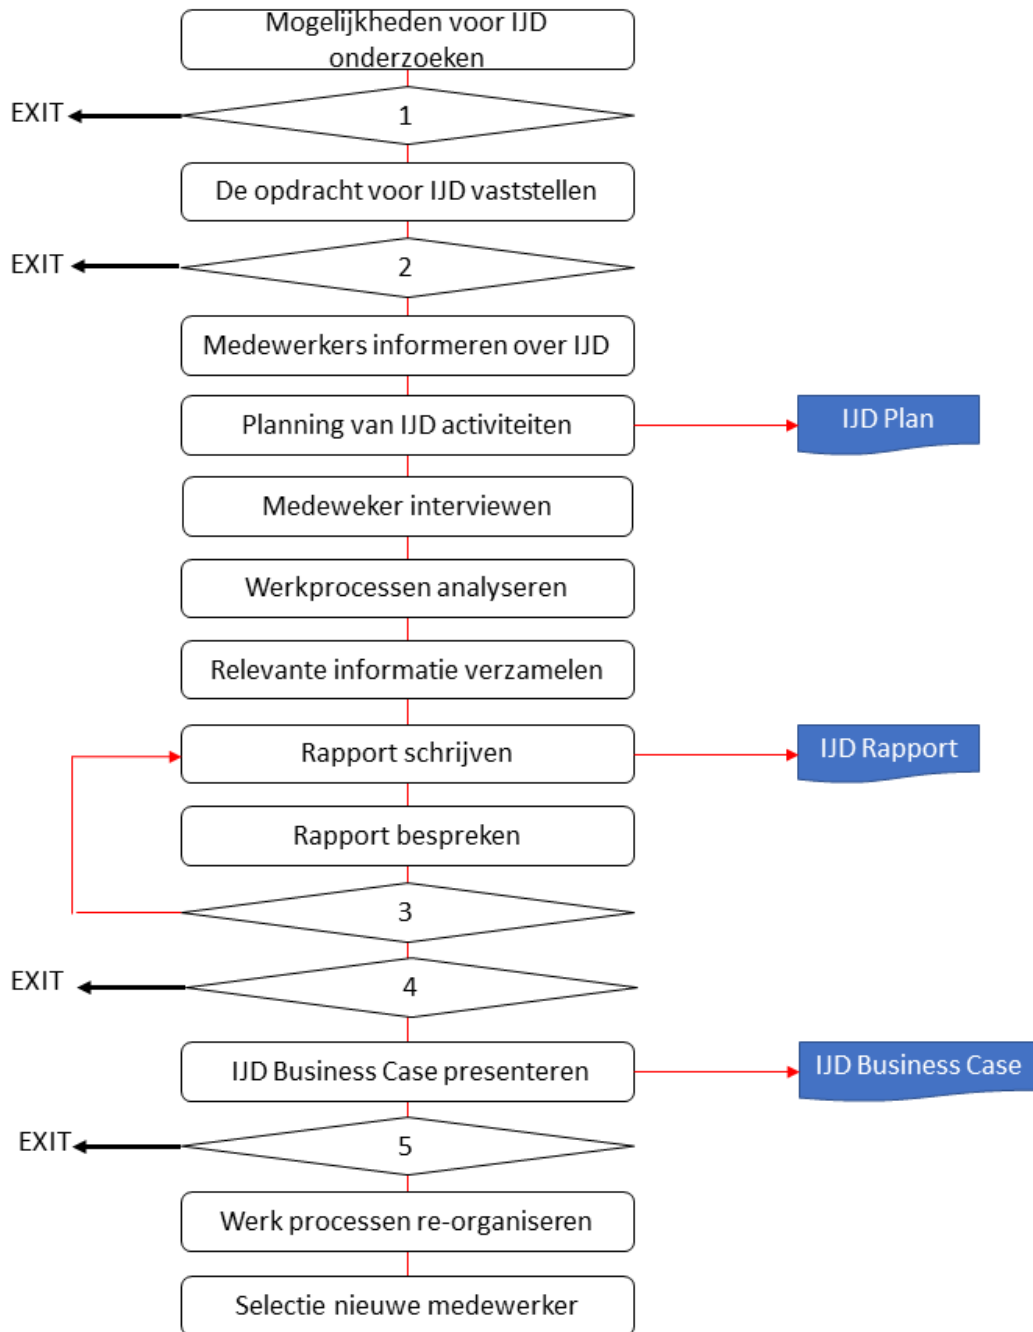 Mogelijkheden voor IJD
onderzoeken
EXIT
1
De opdracht voor IJD vaststellen
EXIT
2
Medewerkers informeren over IJD
Planning van IJD activiteiten
IJD Plan
Medeweker interviewen
Werkprocessen analyseren
Relevante informatie verzamelen
Rapport schrijven
IJD Rapport
Rapport bespreken
3
EXIT
4
IJD Business Case presenteren
IJD Business Case
EXIT
5
Werk processen re-organiseren
Selectie nieuwe medewerker